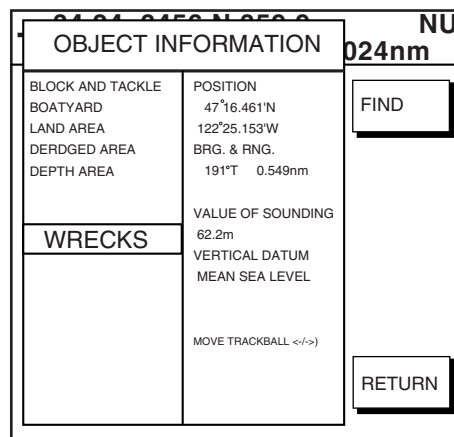 NU
024nm
OBJECT INFORMATION
BLOCK AND TACKLE
BOATYARD
LAND AREA
DERDGED AREA
DEPTH AREA
WRECKS
POSITION
47°16.461'N
122°25.153'W
BRG. & RNG.
191°T 0.549nm
VALUE OF SOUNDING
62.2m
VERTICAL DATUM
MEAN SEA LEVEL
MOVE TRACKBALL <-/->)
FIND
RETURN